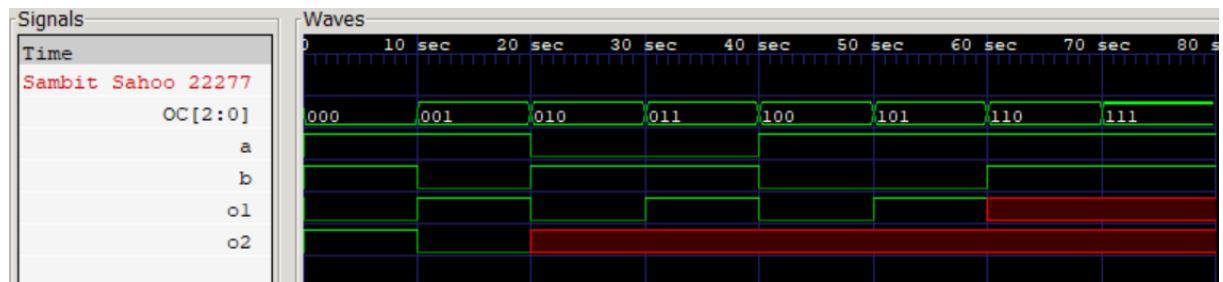 Signals
Waves
Time
0 10 sec 20 sec 30 sec 40 sec 50 sec 60 sec 70 sec 80 s
Sambit Sahoo 22277
OC[2:0] 000 001 010 011 100 101 110 111
a
b
o1
o2